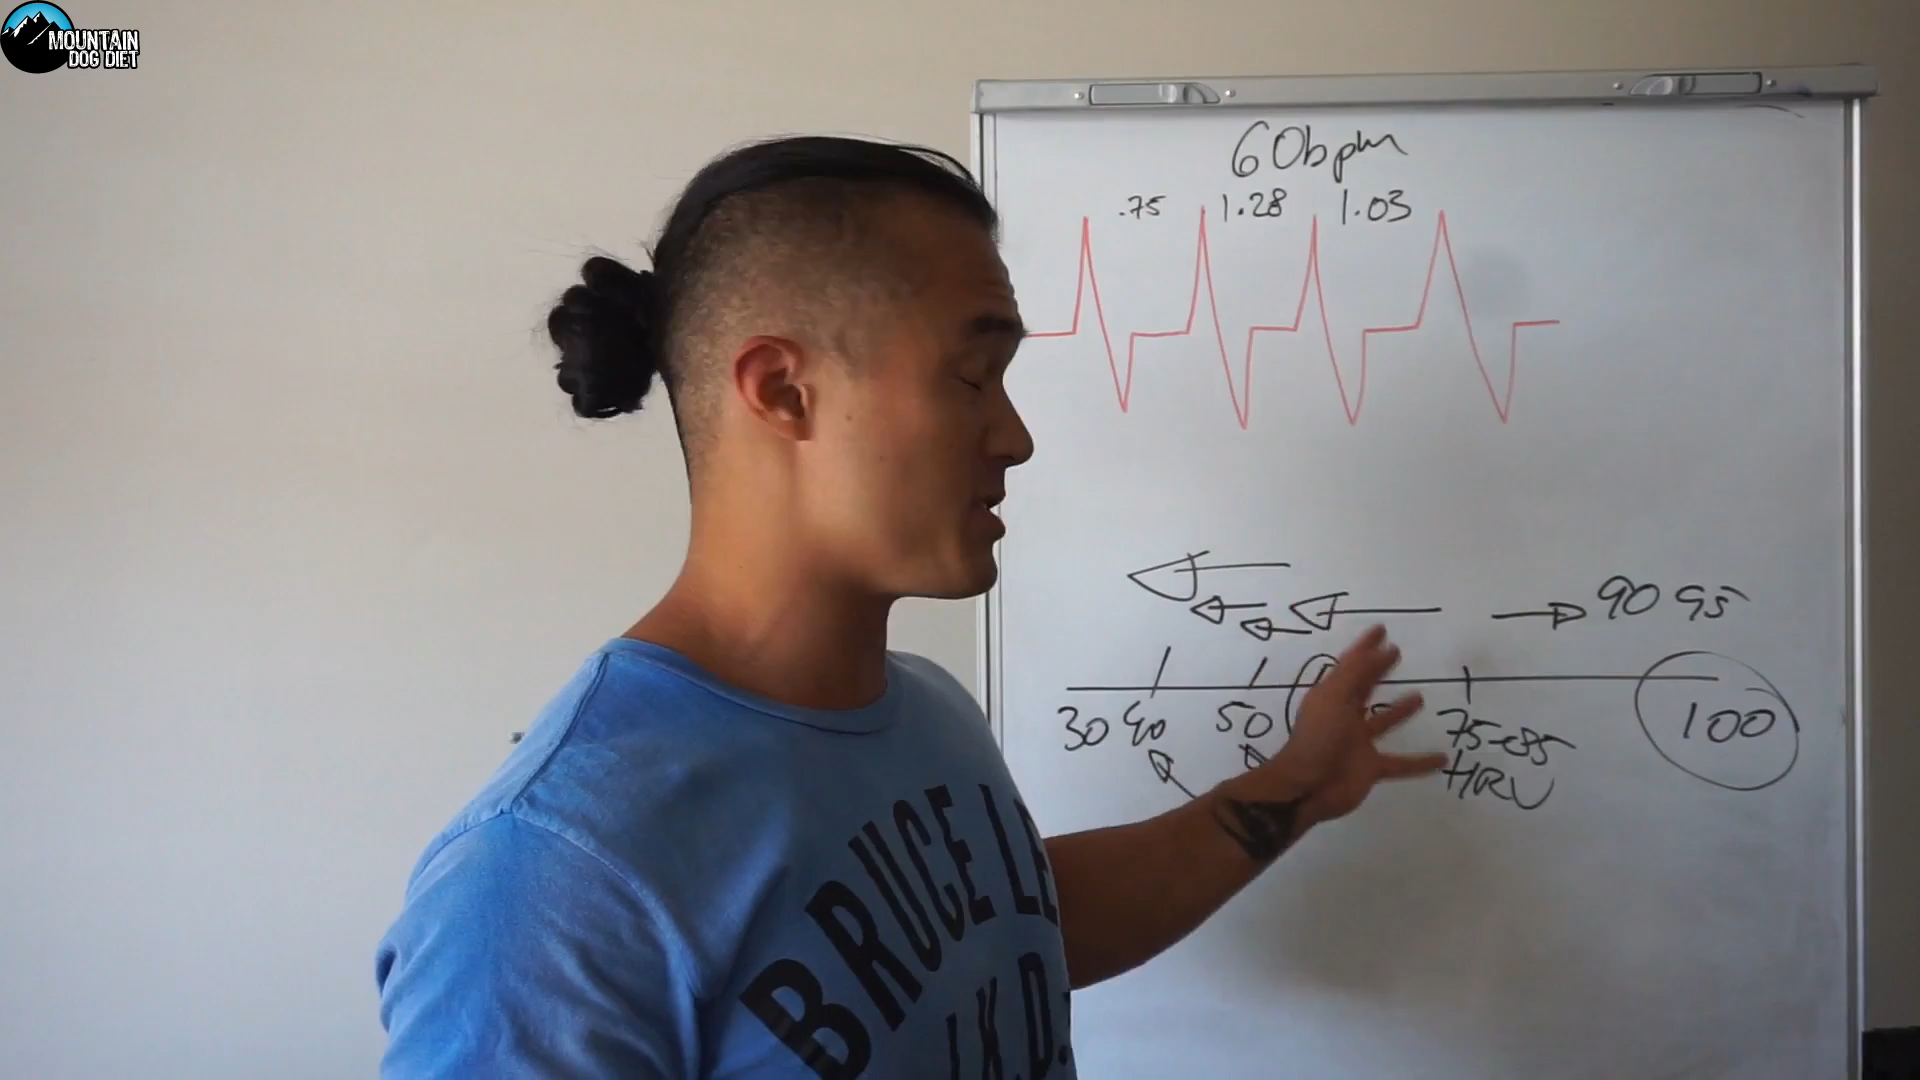 MOUNTAIN
DOG DIET
60bpm
.75 1.28 1.03
90 95
30 40 50 75-85 100
HRV
BRUCE LE
J.K.D.